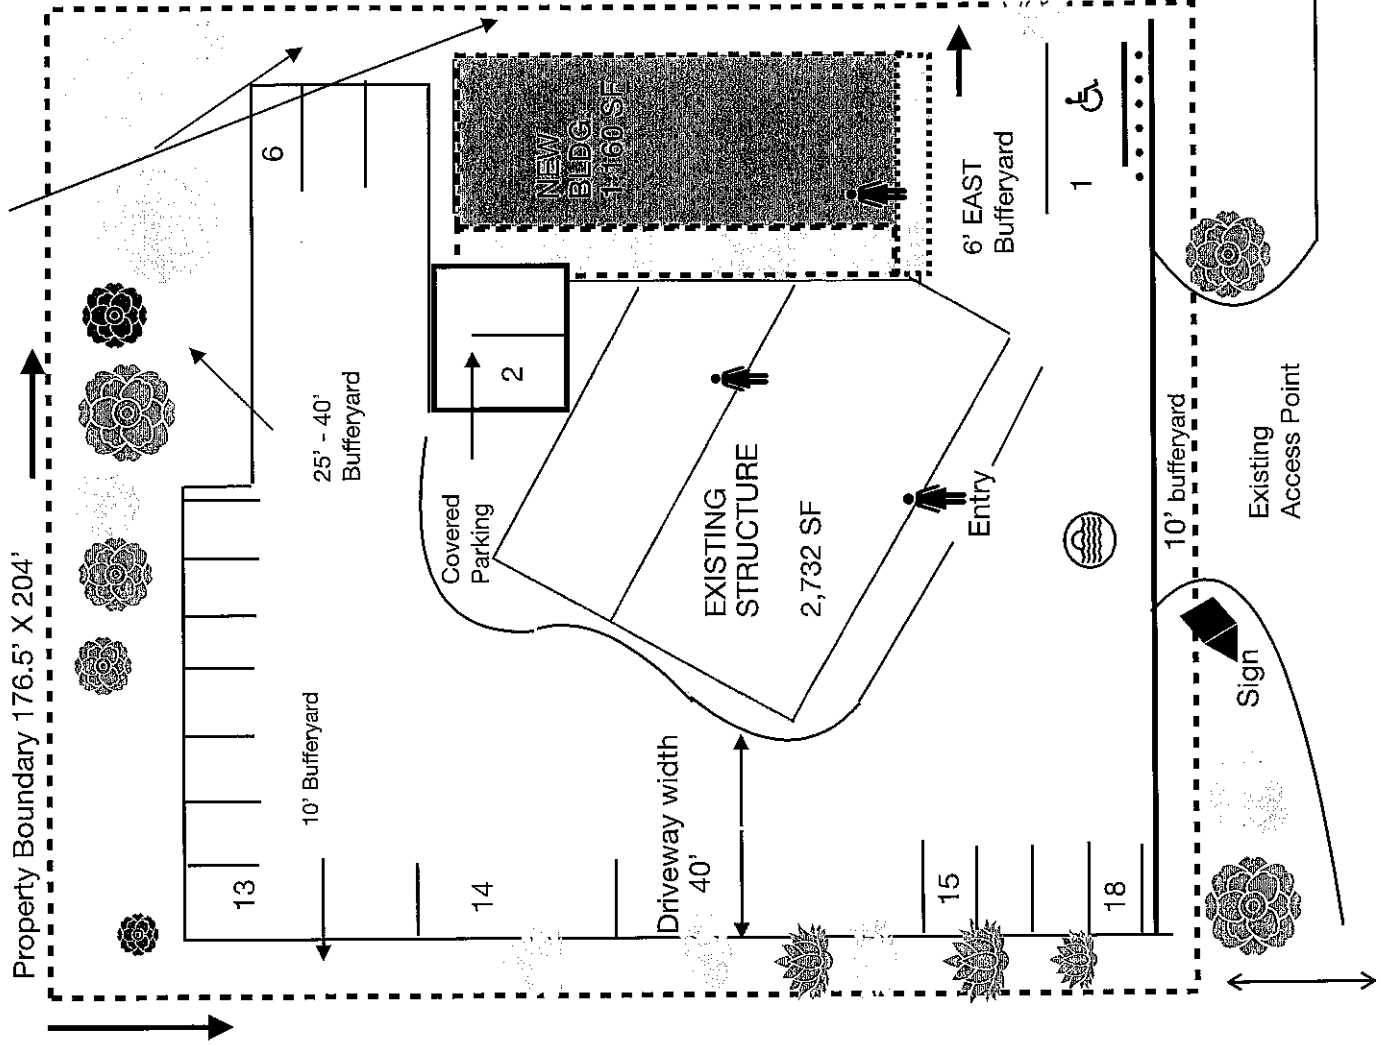 Property Boundary 176.5' X 204'
6
NEW
BLDG.
1,160 SF
6' EAST
Bufferyard
1
25' - 40'
Bufferyard
2
Covered
Parking
EXISTING
STRUCTURE
2,732 SF
Entry
10' bufferyard
Existing
Access Point
Sign
10' Bufferyard
13
14
Driveway width
40'
15
18